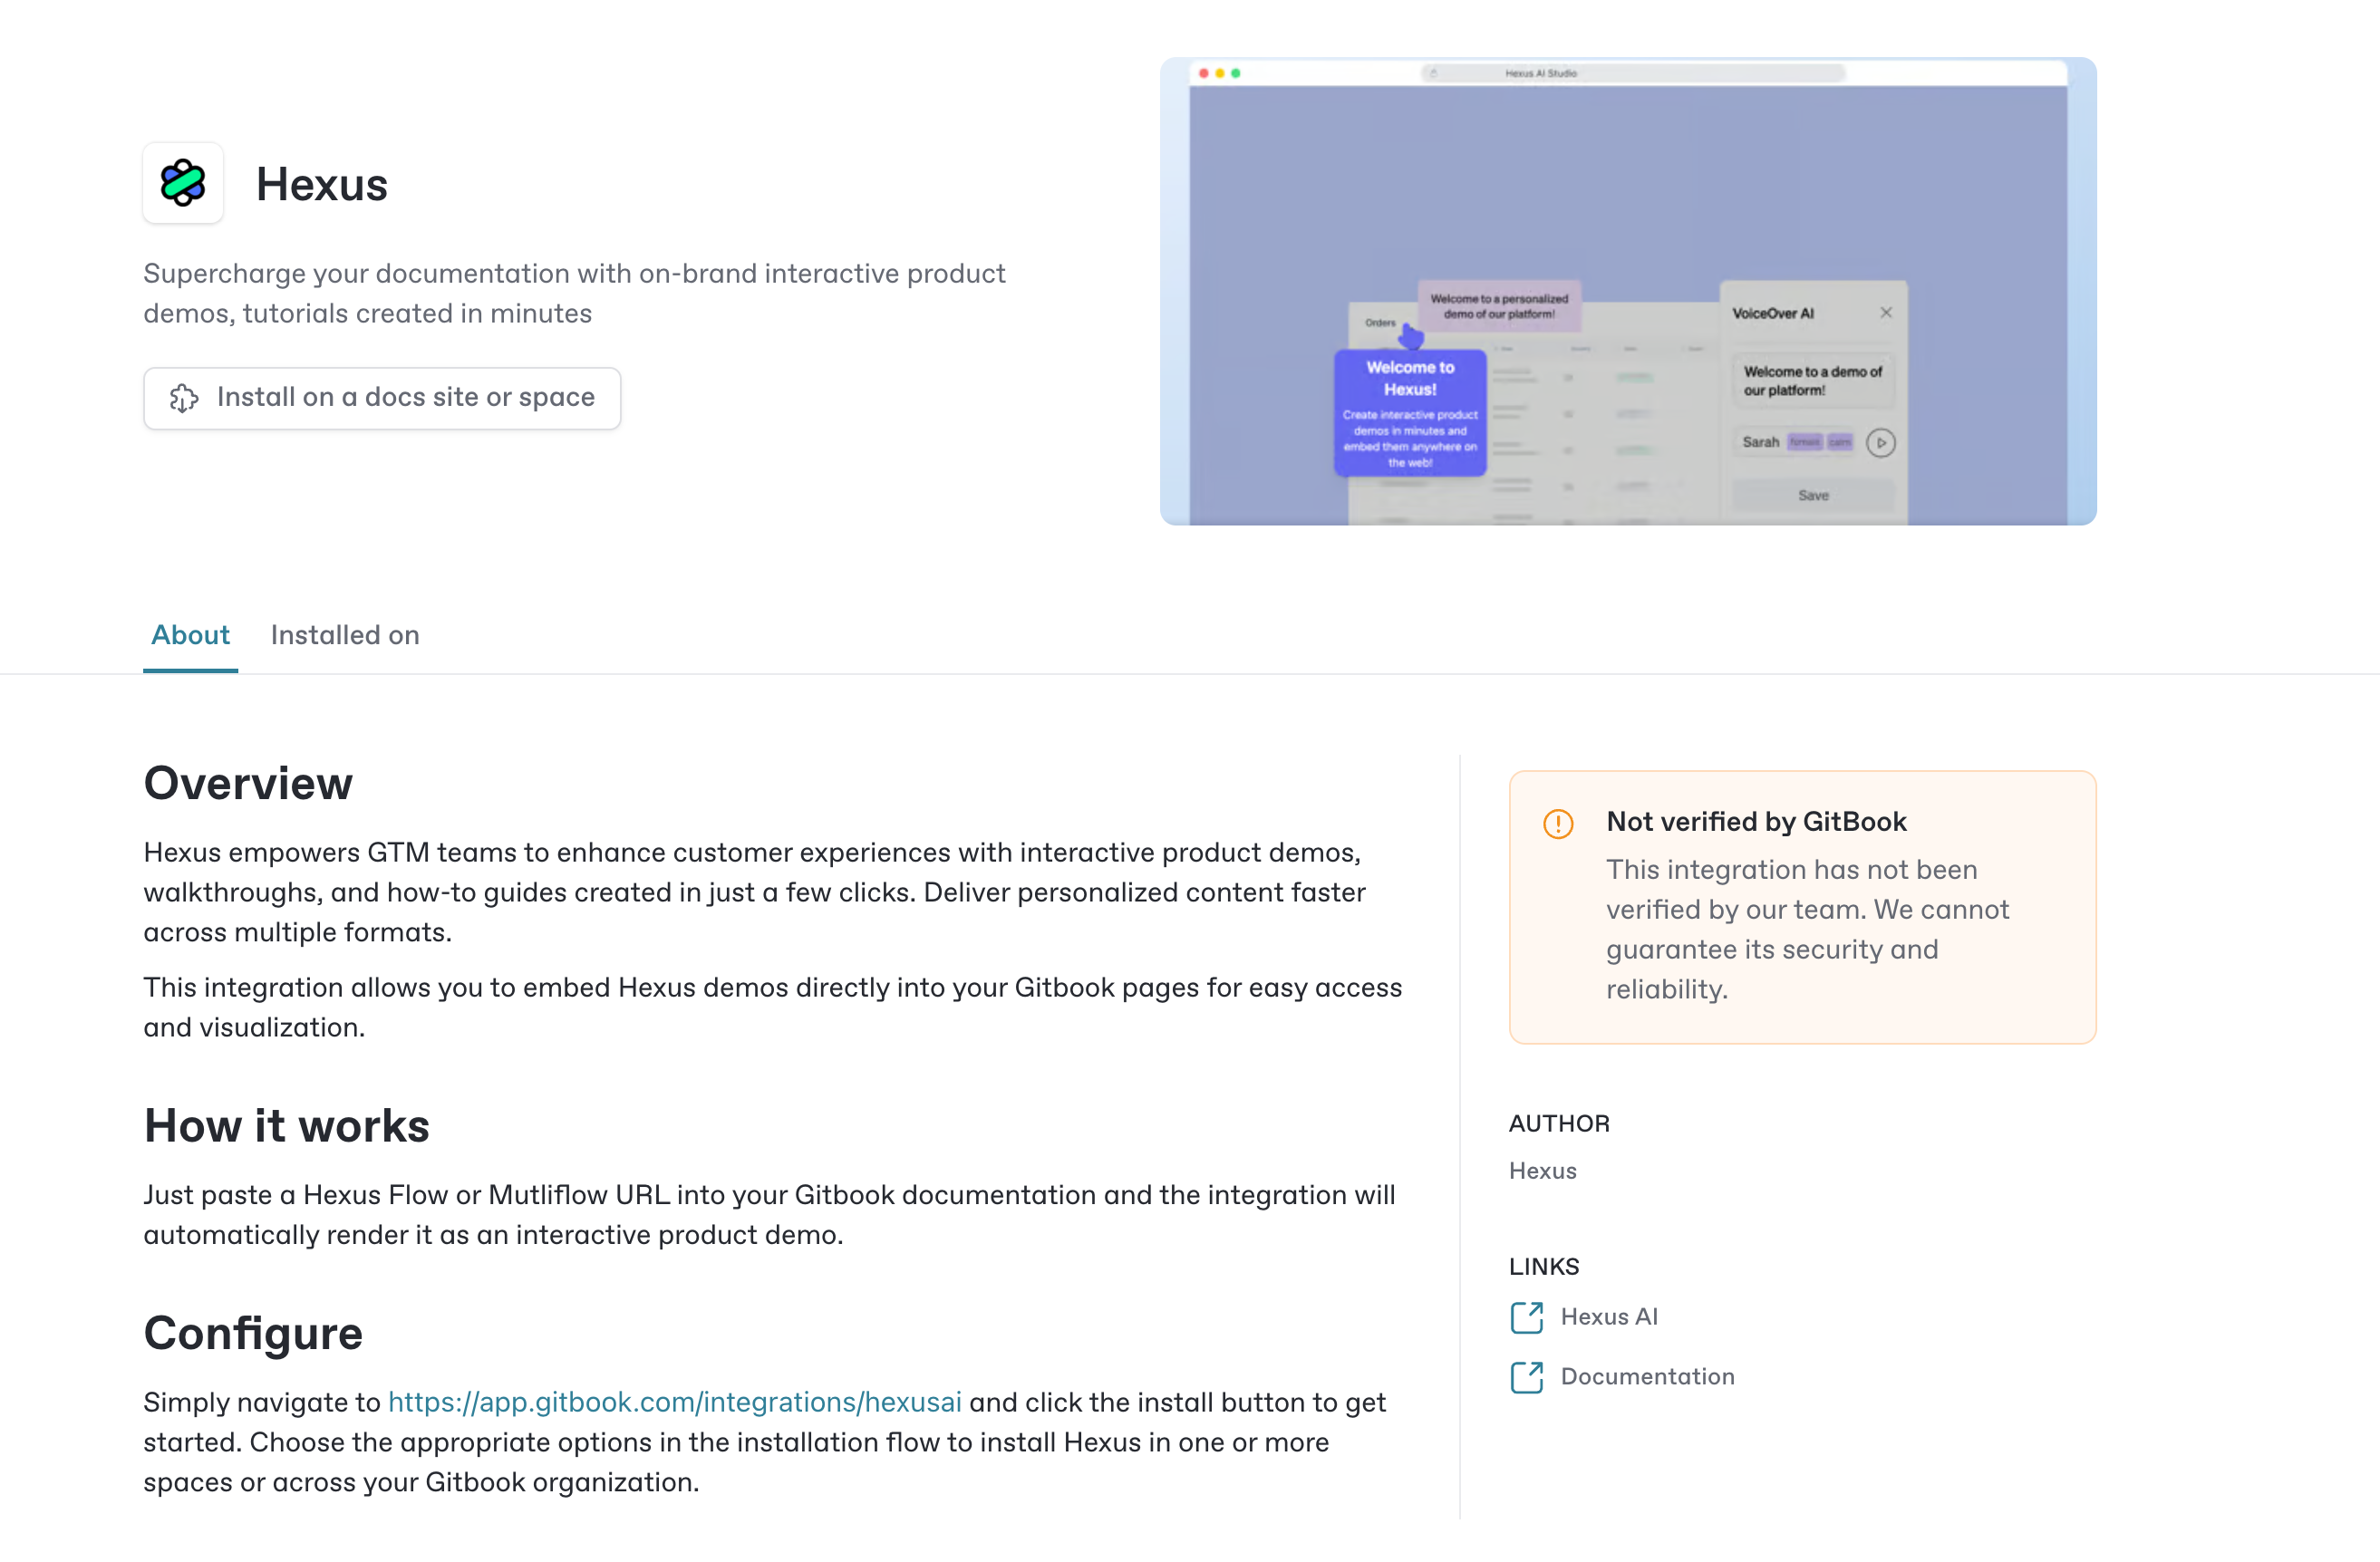 Hexus
Supercharge your documentation with on-brand interactive product
demos, tutorials created in minutes
Install on a docs site or space
Hexus AI Studio
Orders
Welcome to a personalized
demo of our platform!
Welcome to
Hexus!
Create interactive product
demos in minutes and
embed them anywhere on
the web!
VoiceOver AI
Welcome to a demo of
our platform!
Sarah female calm
Save
About
Installed on
Overview
Hexus empowers GTM teams to enhance customer experiences with interactive product demos,
walkthroughs, and how-to guides created in just a few clicks. Deliver personalized content faster
across multiple formats.
This integration allows you to embed Hexus demos directly into your Gitbook pages for easy access
and visualization.
How it works
Just paste a Hexus Flow or Mutliflow URL into your Gitbook documentation and the integration will
automatically render it as an interactive product demo.
Configure
Simply navigate to https://app.gitbook.com/integrations/hexusai and click the install button to get
started. Choose the appropriate options in the installation flow to install Hexus in one or more
spaces or across your Gitbook organization.
Not verified by GitBook
This integration has not been
verified by our team. We cannot
guarantee its security and
reliability.
AUTHOR
Hexus
LINKS
Hexus AI
Documentation